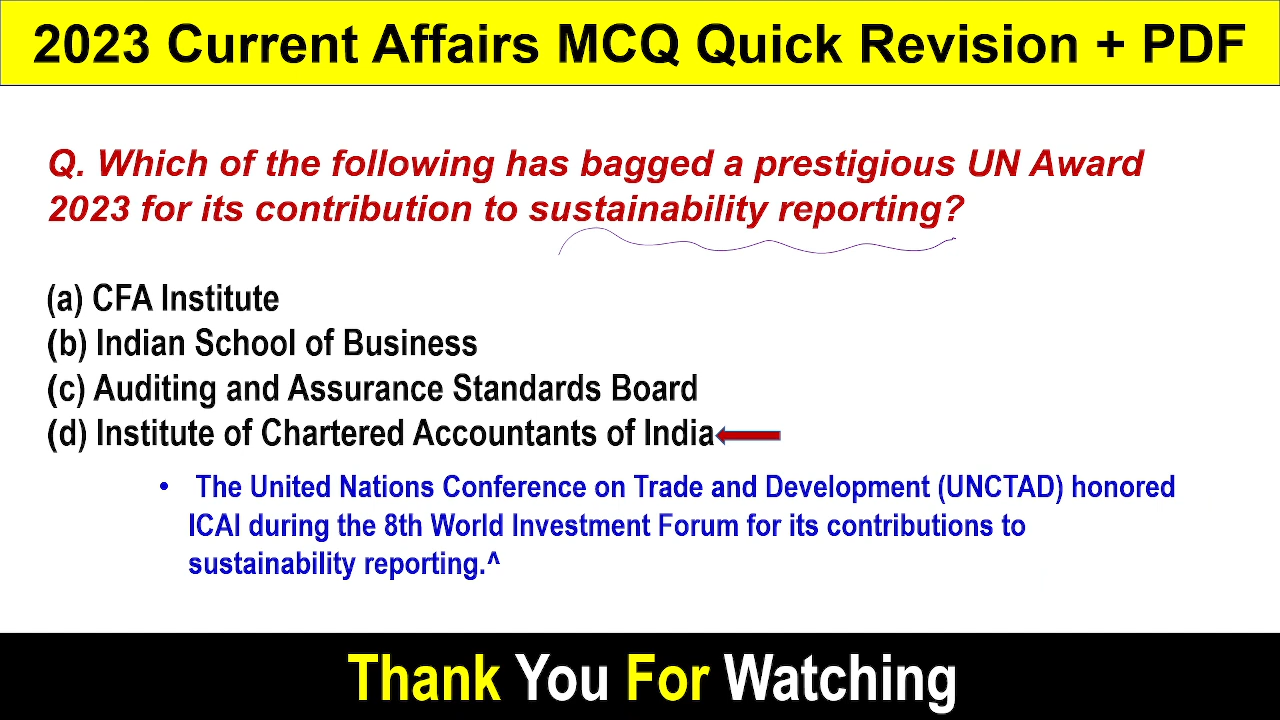 2023 Current Affairs MCQ Quick Revision + PDF
Q. Which of the following has bagged a prestigious UN Award
2023 for its contribution to sustainability reporting?
(a) CFA Institute
(b) Indian School of Business
(c) Auditing and Assurance Standards Board
(d) Institute of Chartered Accountants of India
• The United Nations Conference on Trade and Development (UNCTAD) honored
ICAI during the 8th World Investment Forum for its contributions to
sustainability reporting.^
Thank You For Watching